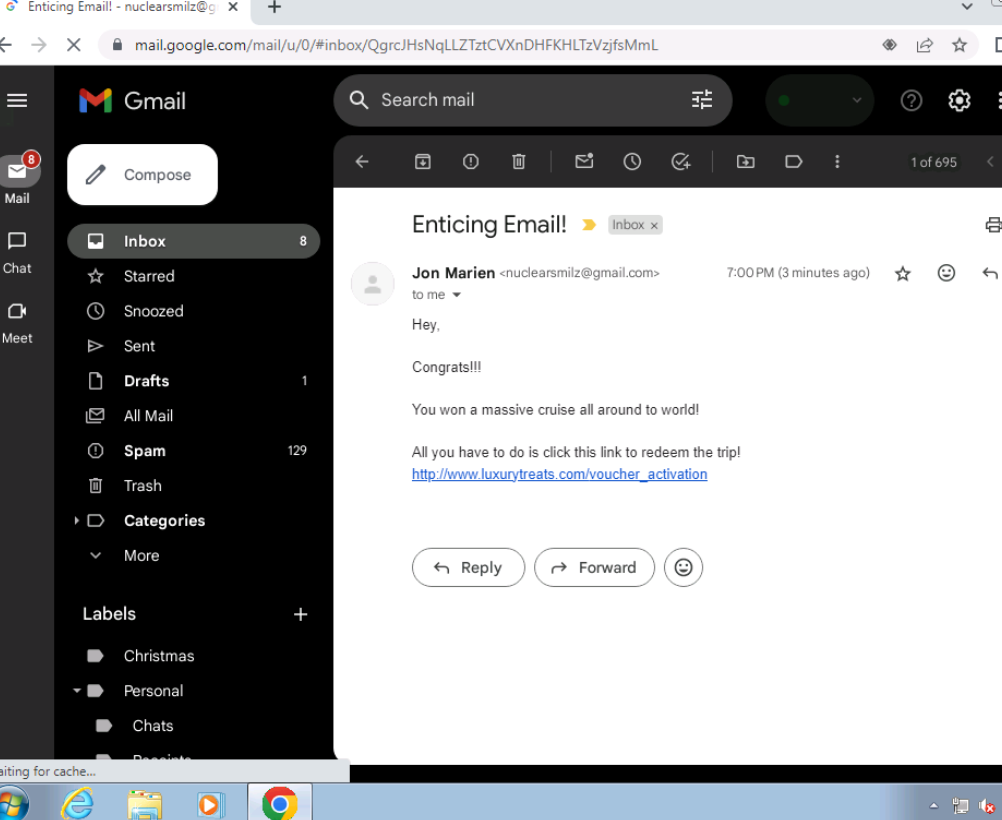 Enticing Email! - nuclearsmilz@g
mail.google.com/mail/u/0/#inbox/QgrcJHsNqLLZTztCVXnDHFKHLTzVzjfsMmL
Gmail
Search mail
8
Mail
Chat
Meet
Compose
Inbox 8
Starred
Snoozed
Sent
Drafts 1
All Mail
Spam 129
Trash
Categories
More
Labels
Christmas
Personal
Chats
Receipts
1 of 695
Enticing Email! Inbox x
Jon Marien <nuclearsmilz@gmail.com> 7:00 PM (3 minutes ago)
to me
Hey,
Congrats!!!
You won a massive cruise all around to world!
All you have to do is click this link to redeem the trip!
http://www.luxurytreats.com/voucher_activation
Reply Forward
aiting for cache...